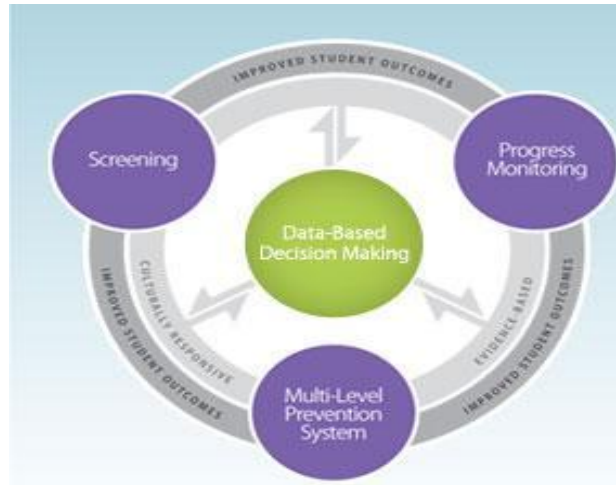 IMPROVED STUDENT OUTCOMES
Screening
Progress
Monitoring
Data-Based
Decision Making
CULTURALLY RESPONSIVE
EVIDENCE-BASED
IMPROVED STUDENT OUTCOMES
IMPROVED STUDENT OUTCOMES
Multi-Level
Prevention
System